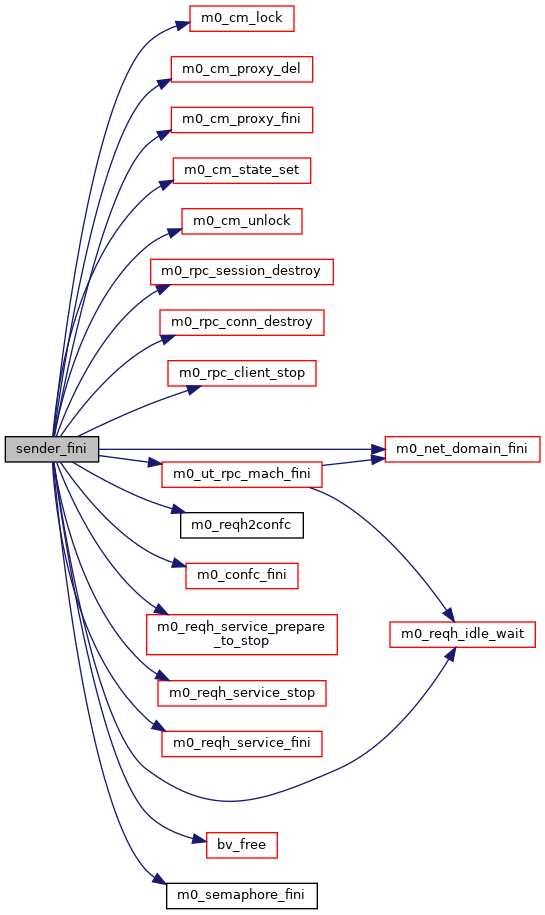 m0_cm_lock
m0_cm_proxy_del
m0_cm_proxy_fini
m0_cm_state_set
m0_cm_unlock
m0_rpc_session_destroy
m0_rpc_conn_destroy
m0_rpc_client_stop
sender_fini
m0_net_domain_fini
m0_ut_rpc_mach_fini
m0_reqh2confc
m0_confc_fini
m0_reqh_service_prepare
_to_stop
m0_reqh_idle_wait
m0_reqh_service_stop
m0_reqh_service_fini
bv_free
m0_semaphore_fini